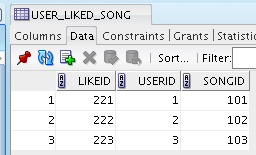 USER_LIKED_SONG
Columns Data Constraints Grants Statistics
Sort... Filter:
LIKEID USERID SONGID
1 221 1 101
2 222 2 102
3 223 3 103